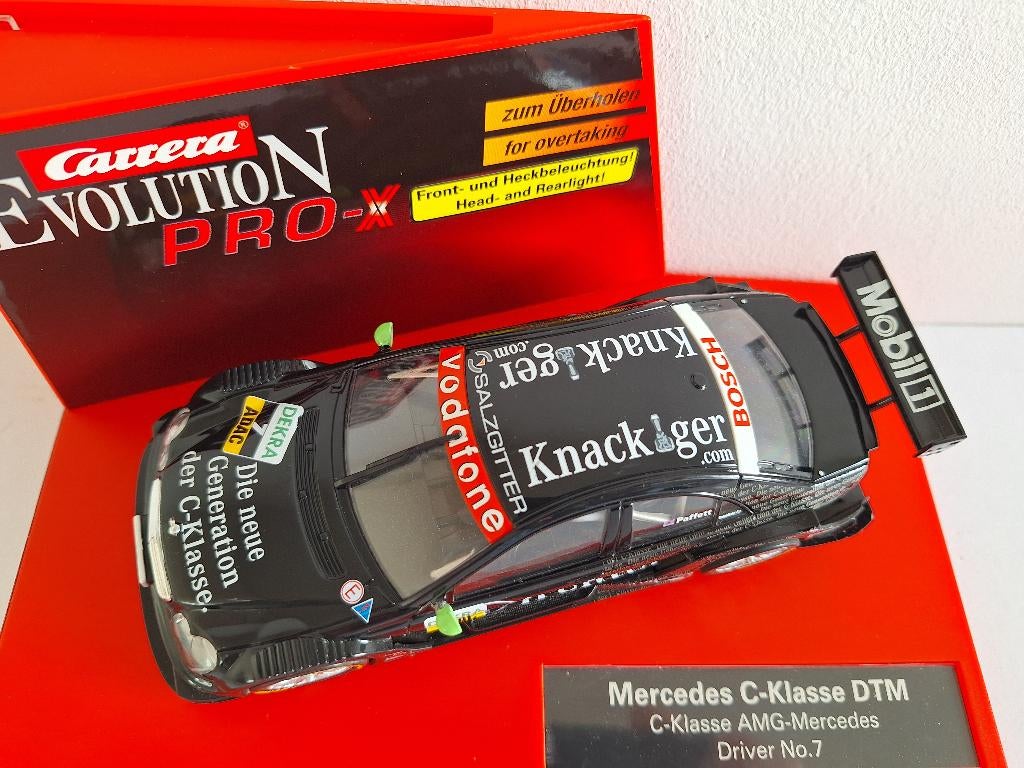 Carrera®
EVOLUTION
PRO-X
zum Überholen
for overtaking
Front- und Heckbeleuchtung!
Head- and Rearlight!
Mobil 1
BOSCH
Knackiger
.com
Knackiger
.com
SALZGITTER
vodafone
DEKRA
ADAC
7
Die neue
Generation
der C-Klasse.
E
Paffett
Mercedes C-Klasse DTM
C-Klasse AMG-Mercedes
Driver No.7